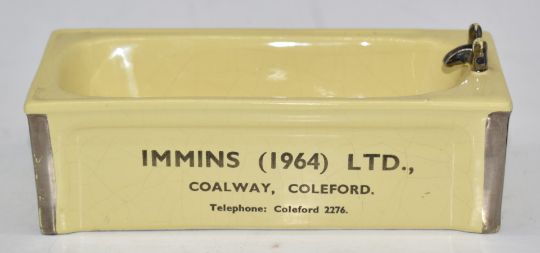 IMMINS (1964) LTD.,
COALWAY, COLEFORD.
Telephone: Coleford 2276.